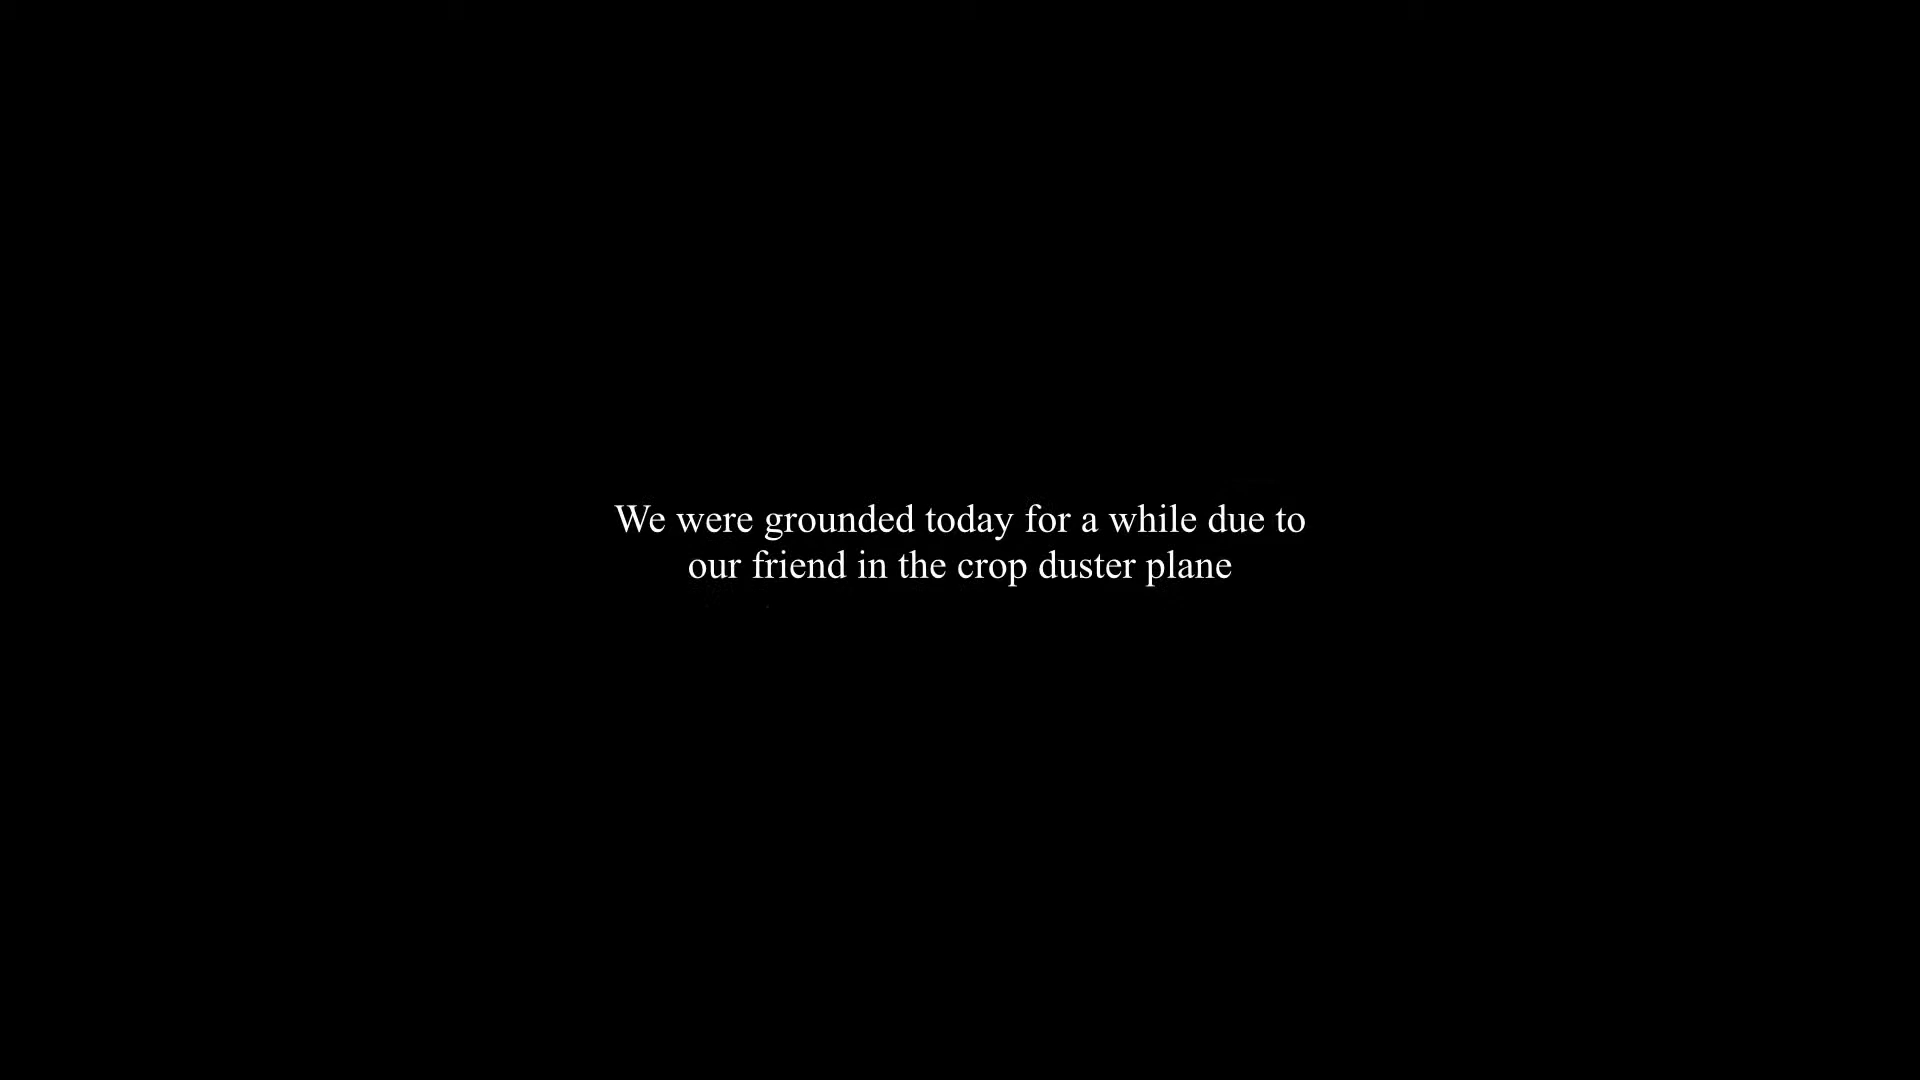 We were grounded today for a while due to
our friend in the crop duster plane